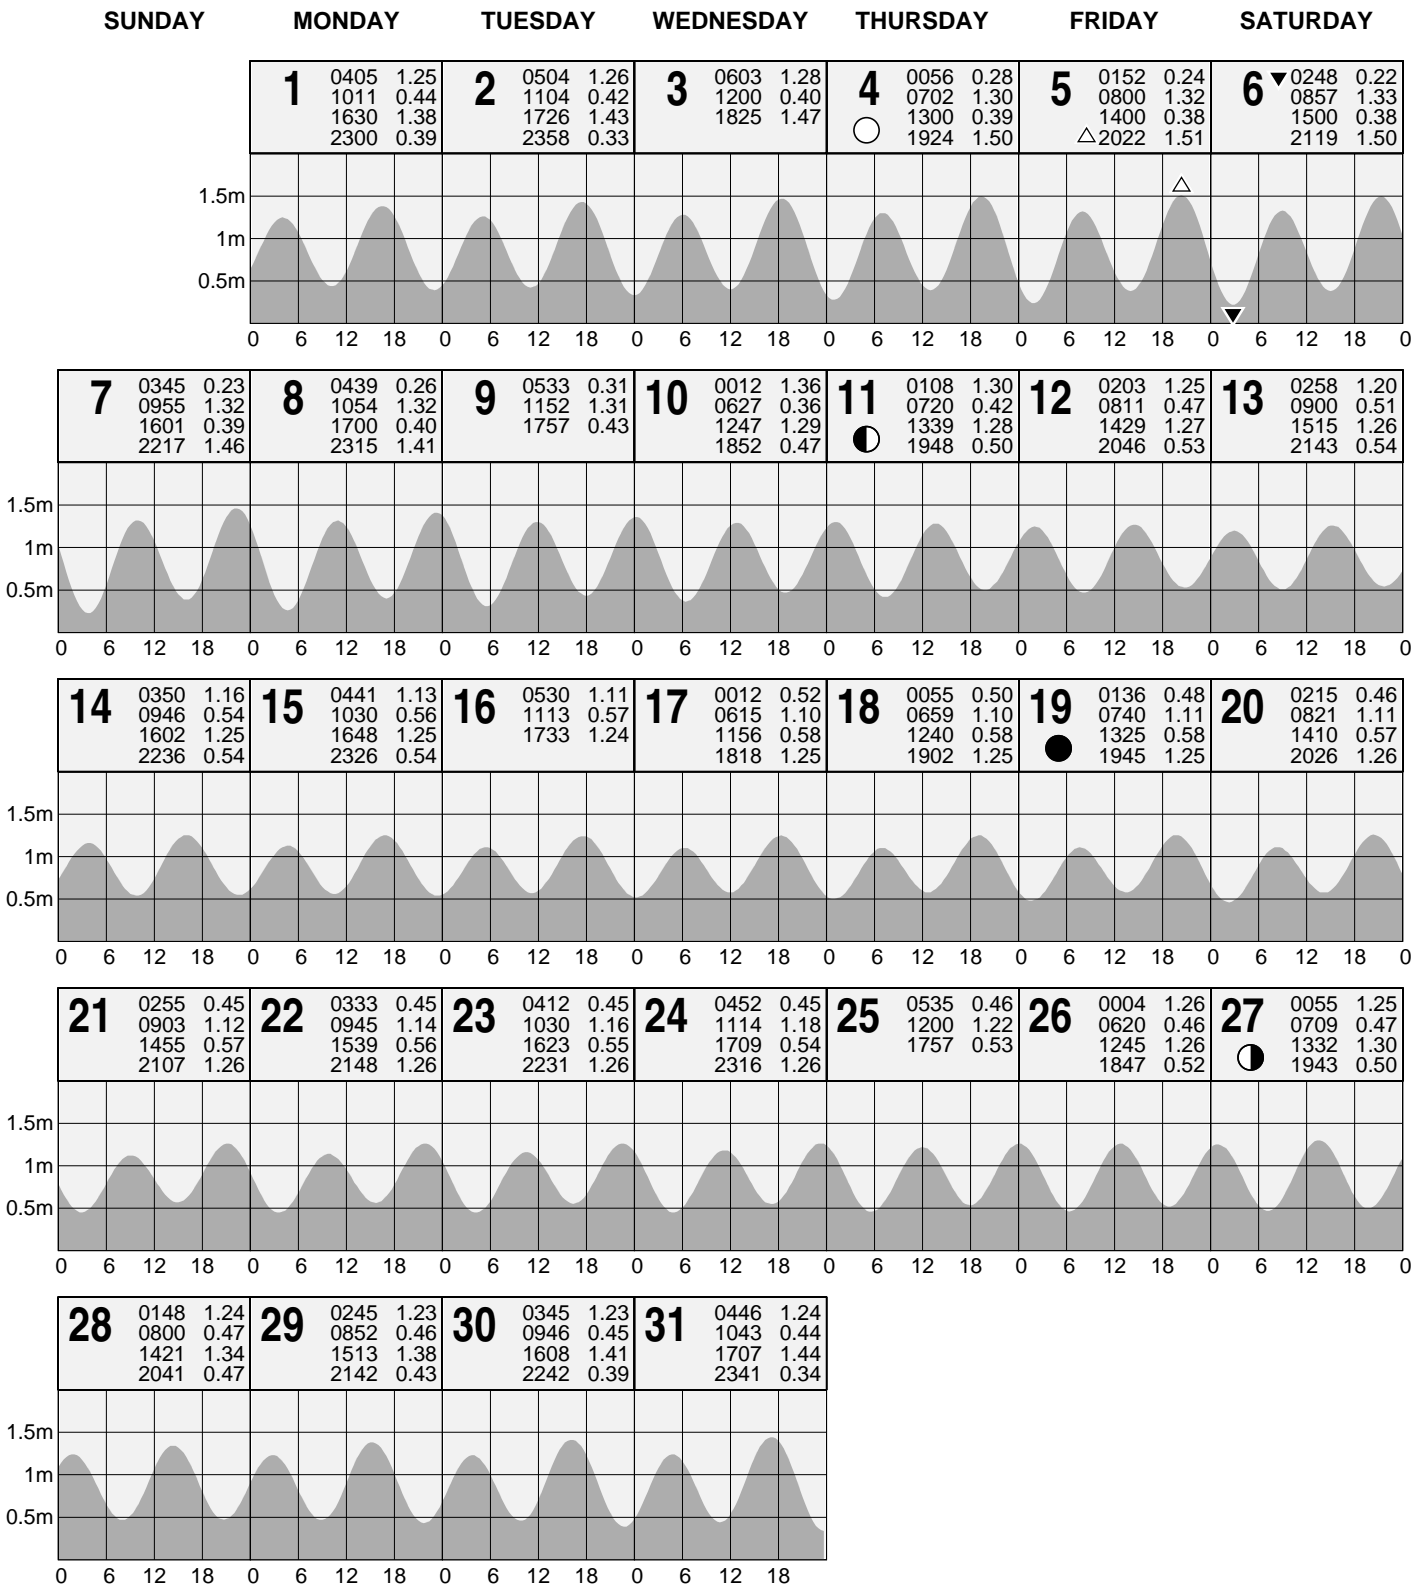 SUNDAY MONDAY TUESDAY WEDNESDAY THURSDAY FRIDAY SATURDAY
1 0405 1.25
1011 0.44
1630 1.38
2300 0.39
2 0504 1.26
1104 0.42
1726 1.43
2358 0.33
3 0603 1.28
1200 0.40
1825 1.47
4 0056 0.28
0702 1.30
1300 0.39
1924 1.50
5 0152 0.24
0800 1.32
1400 0.38
2022 1.51
6 0248 0.22
0857 1.33
1500 0.38
2119 1.50
1.5m
1m
0.5m
0 6 12 18 0 6 12 18 0 6 12 18 0 6 12 18 0 6 12 18 0 6 12 18 0
7 0345 0.23
0955 1.32
1601 0.39
2217 1.46
8 0439 0.26
1054 1.32
1700 0.40
2315 1.41
9 0533 0.31
1152 1.31
1757 0.43
10 0012 1.36
0627 0.36
1247 1.29
1852 0.47
11 0108 1.30
0720 0.42
1339 1.28
1948 0.50
12 0203 1.25
0811 0.47
1429 1.27
2046 0.53
13 0258 1.20
0900 0.51
1515 1.26
2143 0.54
1.5m
1m
0.5m
0 6 12 18 0 6 12 18 0 6 12 18 0 6 12 18 0 6 12 18 0 6 12 18 0 6 12 18 0
14 0350 1.16
0946 0.54
1602 1.25
2236 0.54
15 0441 1.13
1030 0.56
1648 1.25
2326 0.54
16 0530 1.11
1113 0.57
1733 1.24
17 0012 0.52
0615 1.10
1156 0.58
1818 1.25
18 0055 0.50
0659 1.10
1240 0.58
1902 1.25
19 0136 0.48
0740 1.11
1325 0.58
1945 1.25
20 0215 0.46
0821 1.11
1410 0.57
2026 1.26
1.5m
1m
0.5m
0 6 12 18 0 6 12 18 0 6 12 18 0 6 12 18 0 6 12 18 0 6 12 18 0 6 12 18 0
21 0255 0.45
0903 1.12
1455 0.57
2107 1.26
22 0333 0.45
0945 1.14
1539 0.56
2148 1.26
23 0412 0.45
1030 1.16
1623 0.55
2231 1.26
24 0452 0.45
1114 1.18
1709 0.54
2316 1.26
25 0535 0.46
1200 1.22
1757 0.53
26 0004 1.26
0620 0.46
1245 1.26
1847 0.52
27 0055 1.25
0709 0.47
1332 1.30
1943 0.50
1.5m
1m
0.5m
0 6 12 18 0 6 12 18 0 6 12 18 0 6 12 18 0 6 12 18 0 6 12 18 0 6 12 18 0
28 0148 1.24
0800 0.47
1421 1.34
2041 0.47
29 0245 1.23
0852 0.46
1513 1.38
2142 0.43
30 0345 1.23
0946 0.45
1608 1.41
2242 0.39
31 0446 1.24
1043 0.44
1707 1.44
2341 0.34
1.5m
1m
0.5m
0 6 12 18 0 6 12 18 0 6 12 18 0 6 12 18